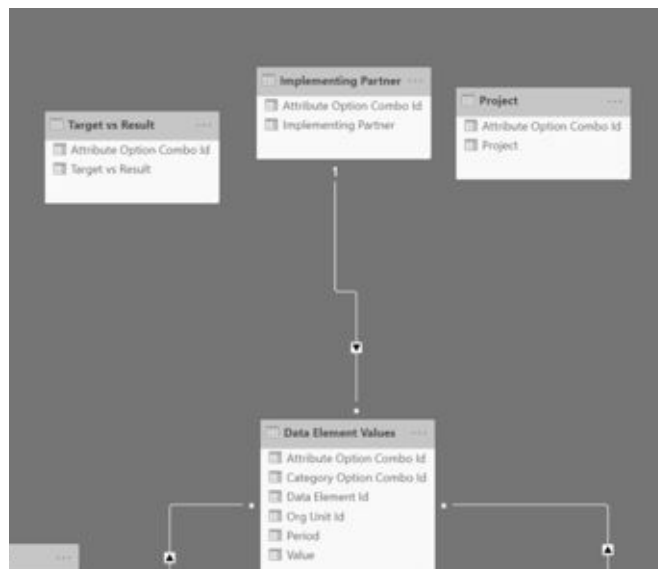 Implementing Partner
Attribute Option Combo Id
Implementing Partner
Target vs Result
Attribute Option Combo Id
Target vs Result
Project
Attribute Option Combo Id
Project
1
Data Element Values
Attribute Option Combo Id
Category Option Combo Id
Data Element Id
Org Unit Id
Period
Value